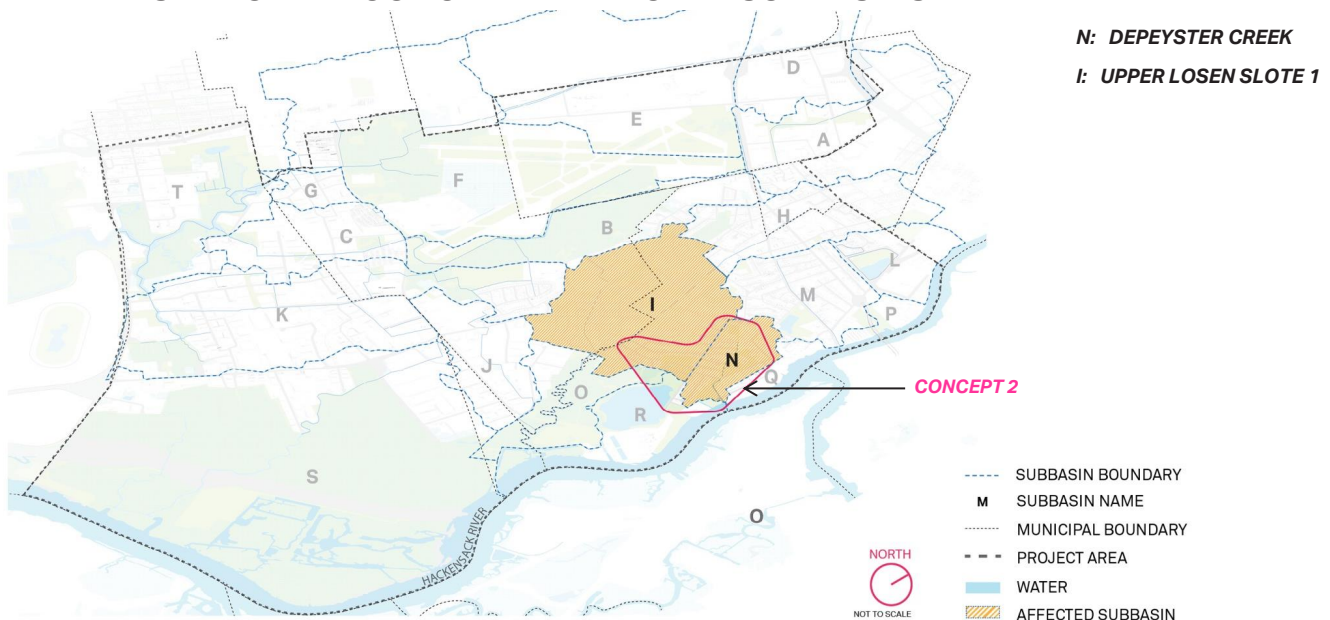 N: DEPEYSTER CREEK
I: UPPER LOSEN SLOTE 1
D
E
A
T
G
F
H
C
B
L
I
M
P
K
J
N
Q
O
R
CONCEPT 2
S
HACKENSACK RIVER
O
NORTH
NOT TO SCALE
SUBBASIN BOUNDARY
M SUBBASIN NAME
MUNICIPAL BOUNDARY
PROJECT AREA
WATER
AFFECTED SUBBASIN